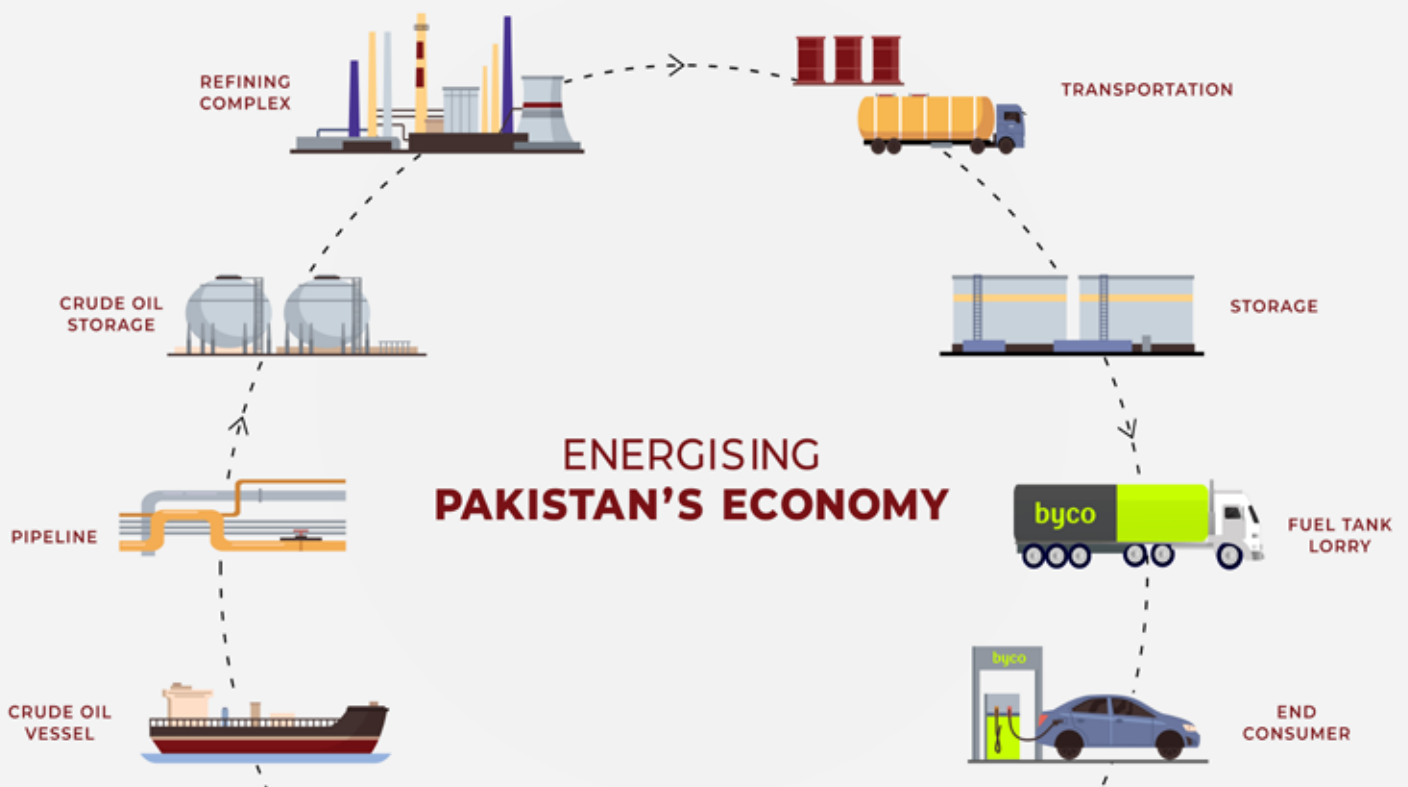 REFINING
COMPLEX
TRANSPORTATION
CRUDE OIL
STORAGE
STORAGE
ENERGISING
PAKISTAN'S ECONOMY
PIPELINE
byco
FUEL TANK
LORRY
byco
CRUDE OIL
VESSEL
END
CONSUMER